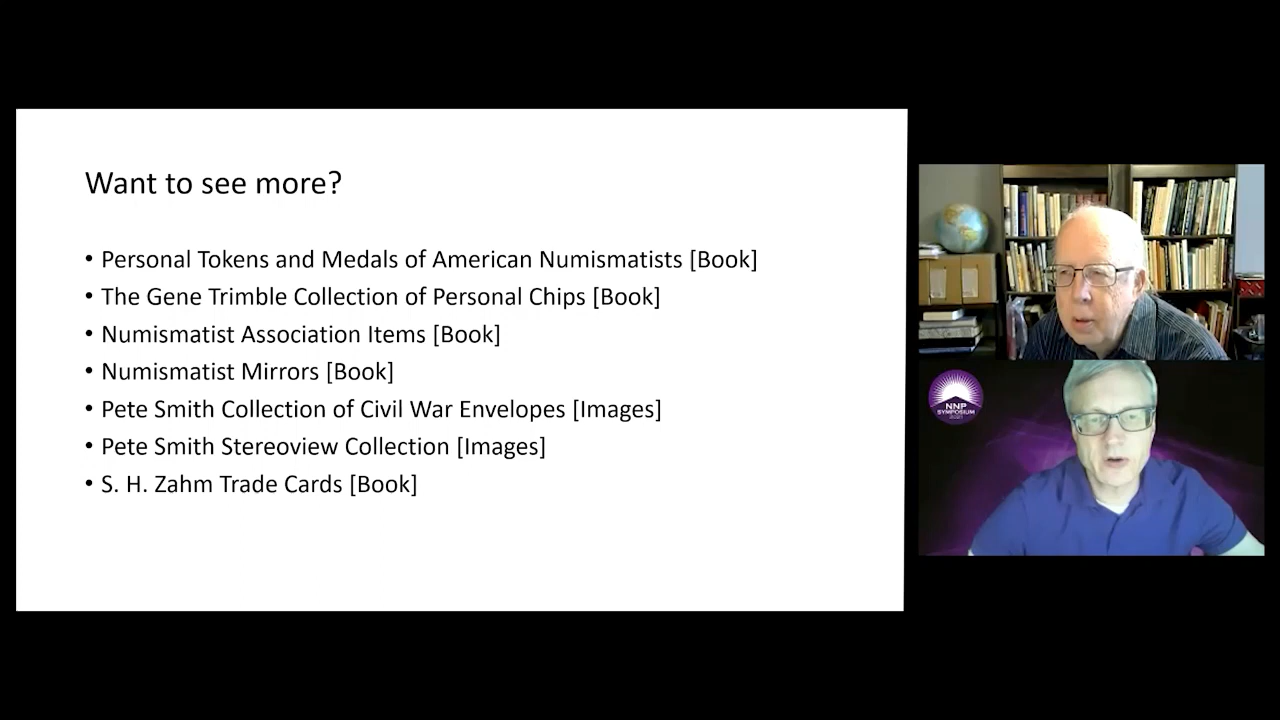 Want to see more?
• Personal Tokens and Medals of American Numismatists [Book]
• The Gene Trimble Collection of Personal Chips [Book]
• Numismatist Association Items [Book]
• Numismatist Mirrors [Book]
• Pete Smith Collection of Civil War Envelopes [Images]
• Pete Smith Stereoview Collection [Images]
• S. H. Zahm Trade Cards [Book]
NNP
SYMPOSIUM